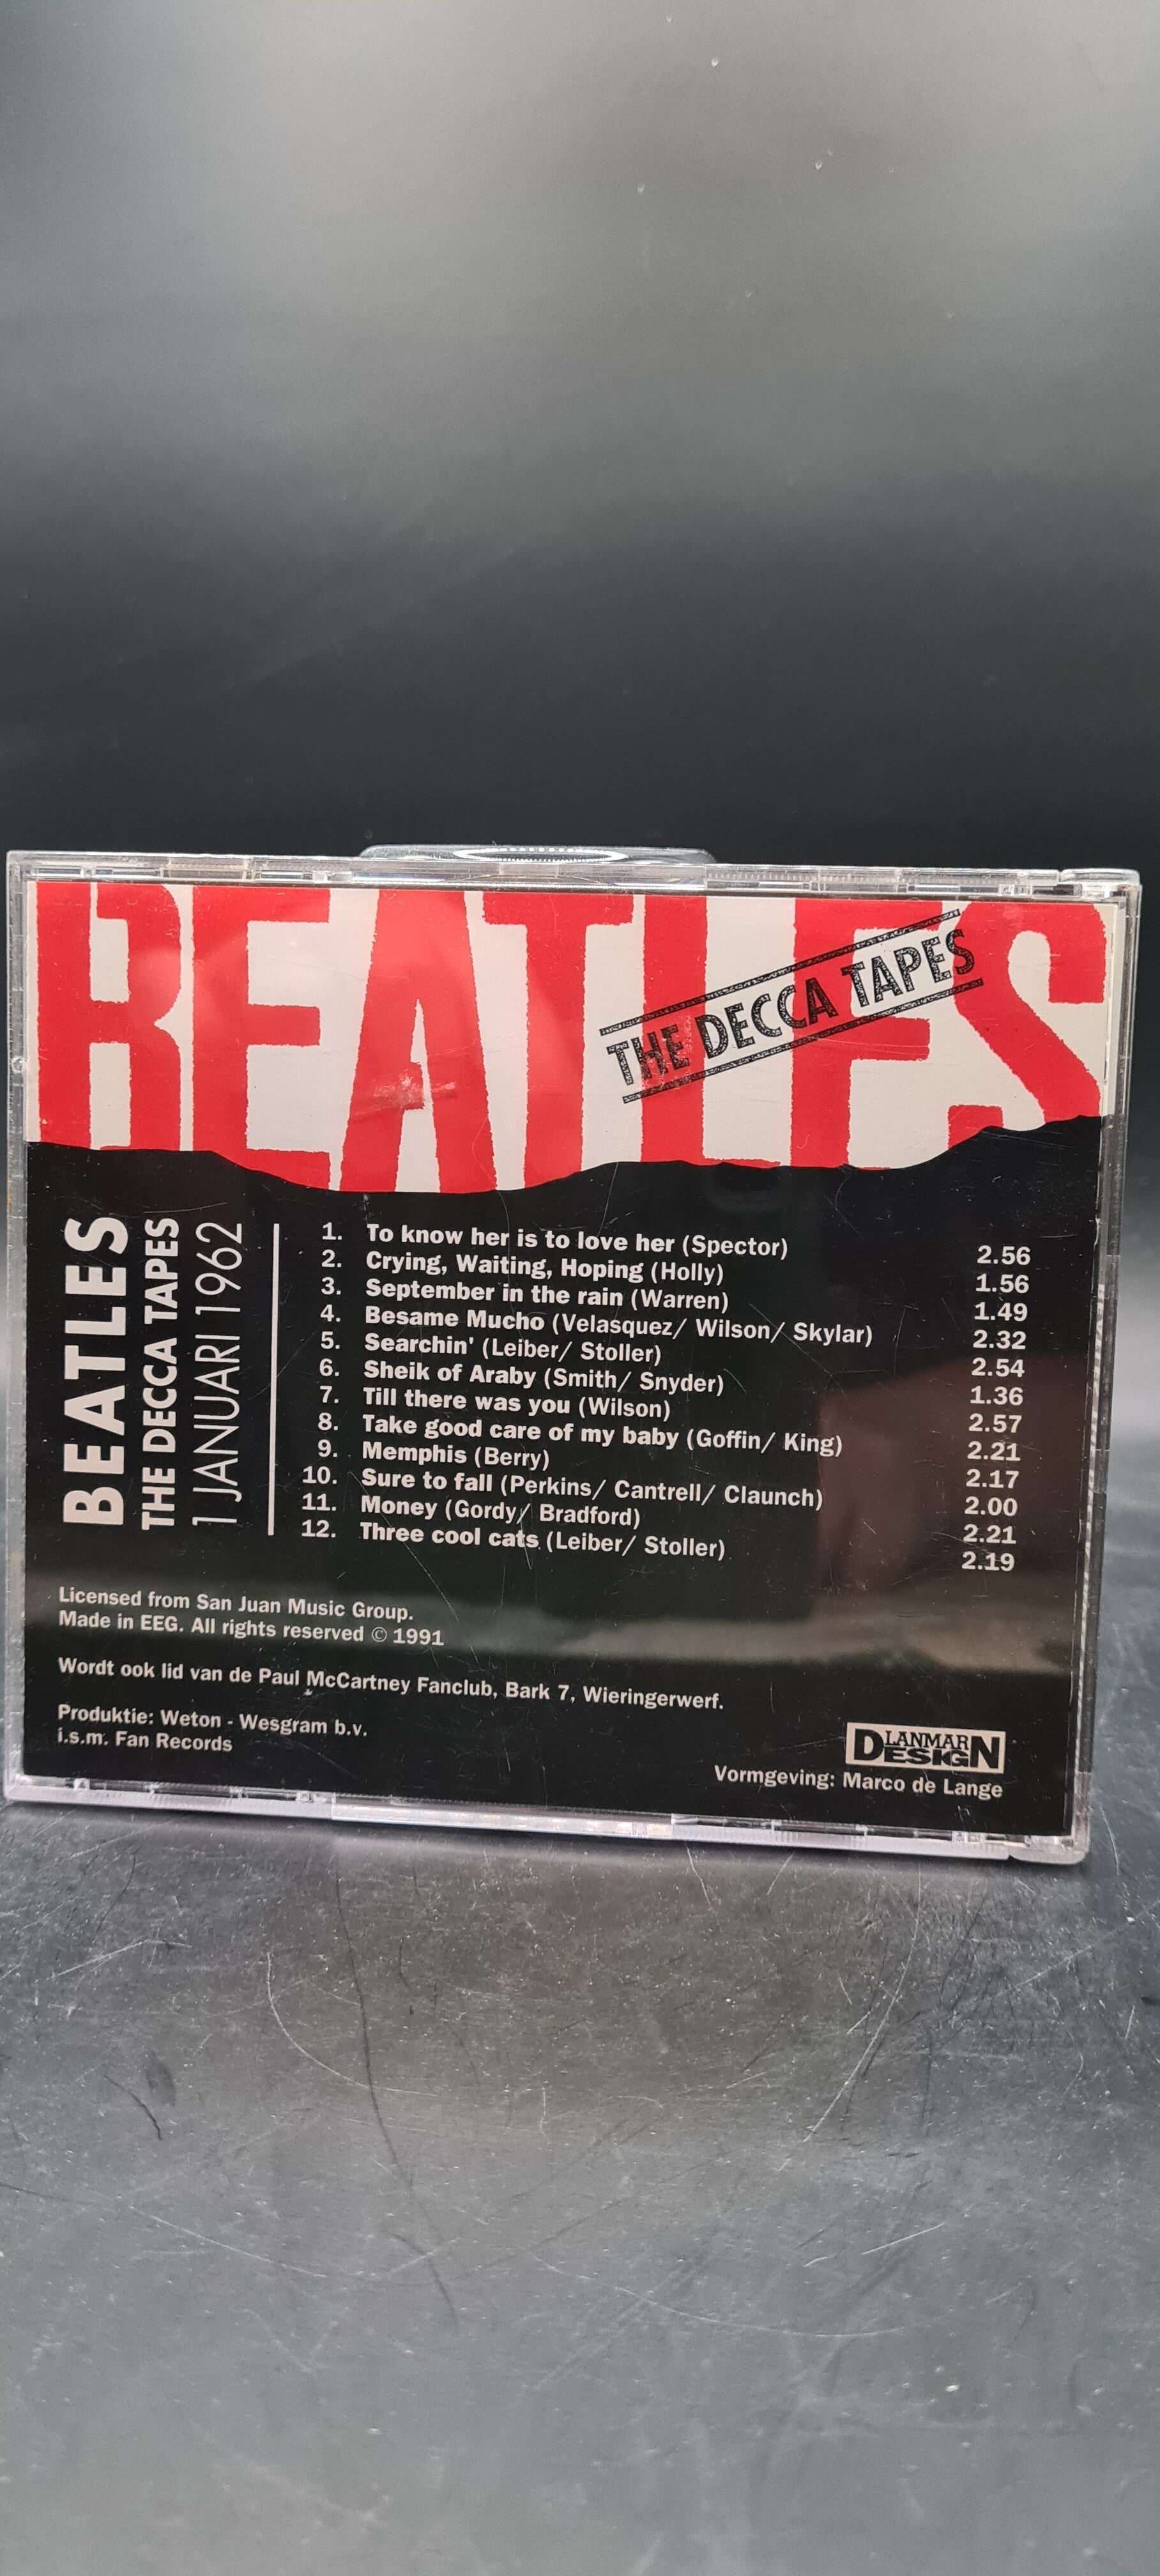 BEATLES
THE DECCA TAPES
BEATLES
THE DECCA TAPES
1 JANUARI 1962
1. To know her is to love her (Spector) 2.56
2. Crying, Waiting, Hoping (Holly) 1.56
3. September in the rain (Warren) 1.49
4. Besame Mucho (Velasquez/ Wilson/ Skylar) 2.32
5. Searchin' (Leiber/ Stoller) 2.54
6. Sheik of Araby (Smith/ Snyder) 1.36
7. Till there was you (Wilson) 2.57
8. Take good care of my baby (Goffin/ King) 2.21
9. Memphis (Berry) 2.17
10. Sure to fall (Perkins/ Cantrell/ Claunch) 2.00
11. Money (Gordy/ Bradford) 2.21
12. Three cool cats (Leiber/ Stoller) 2.19
Licensed from San Juan Music Group.
Made in EEG. All rights reserved © 1991
Wordt ook lid van de Paul McCartney Fanclub, Bark 7, Wieringerwerf.
Produktie: Weton - Wesgram b.v.
i.s.m. Fan Records
LANMAR
DESIGN
Vormgeving: Marco de Lange